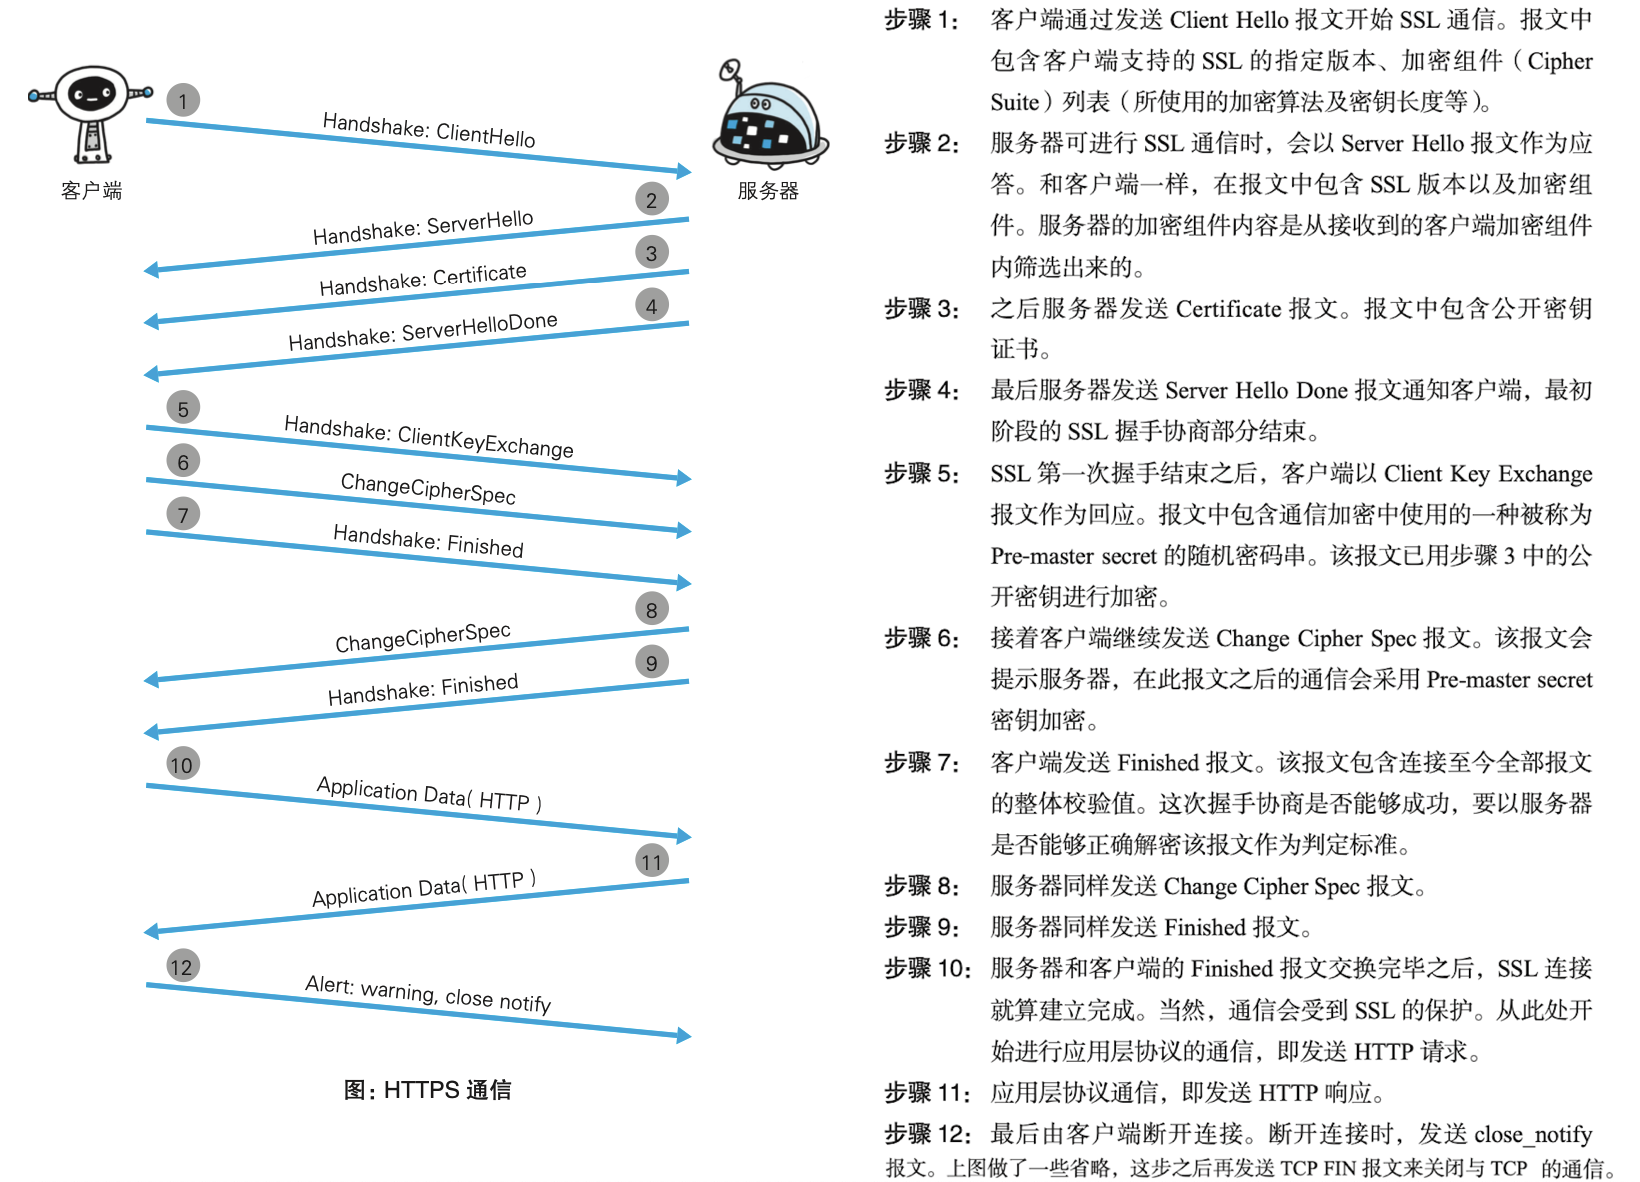 1
Handshake: ClientHello
客户端
服务器
2
Handshake: ServerHello
3
Handshake: Certificate
4
Handshake: ServerHelloDone
5
Handshake: ClientKeyExchange
6
ChangeCipherSpec
7
Handshake: Finished
8
ChangeCipherSpec
9
Handshake: Finished
10
Application Data( HTTP )
11
Application Data( HTTP )
12
Alert: warning, close notify
图: HTTPS 通信
步骤 1： 客户端通过发送 Client Hello 报文开始 SSL 通信。报文中
包含客户端支持的 SSL 的指定版本、加密组件（Cipher
Suite）列表（所使用的加密算法及密钥长度等）。
步骤 2： 服务器可进行 SSL 通信时，会以 Server Hello 报文作为应
答。和客户端一样，在报文中包含 SSL 版本以及加密组
件。服务器的加密组件内容是从接收到的客户端加密组件
内筛选出来的。
步骤 3： 之后服务器发送 Certificate 报文。报文中包含公开密钥
证书。
步骤 4： 最后服务器发送 Server Hello Done 报文通知客户端，最初
阶段的 SSL 握手协商部分结束。
步骤 5： SSL 第一次握手结束之后，客户端以 Client Key Exchange
报文作为回应。报文中包含通信加密中使用的一种被称为
Pre-master secret 的随机密码串。该报文已用步骤 3 中的公
开密钥进行加密。
步骤 6： 接着客户端继续发送 Change Cipher Spec 报文。该报文会
提示服务器，在此报文之后的通信会采用 Pre-master secret
密钥加密。
步骤 7： 客户端发送 Finished 报文。该报文包含连接至今全部报文
的整体校验值。这次握手协商是否能够成功，要以服务器
是否能够正确解密该报文作为判定标准。
步骤 8： 服务器同样发送 Change Cipher Spec 报文。
步骤 9： 服务器同样发送 Finished 报文。
步骤 10： 服务器和客户端的 Finished 报文交换完毕之后，SSL 连接
就算建立完成。当然，通信会受到 SSL 的保护。从此处开
始进行应用层协议的通信，即发送 HTTP 请求。
步骤 11： 应用层协议通信，即发送 HTTP 响应。
步骤 12： 最后由客户端断开连接。断开连接时，发送 close_notify
报文。上图做了一些省略，这步之后再发送 TCP FIN 报文来关闭与 TCP 的通信。